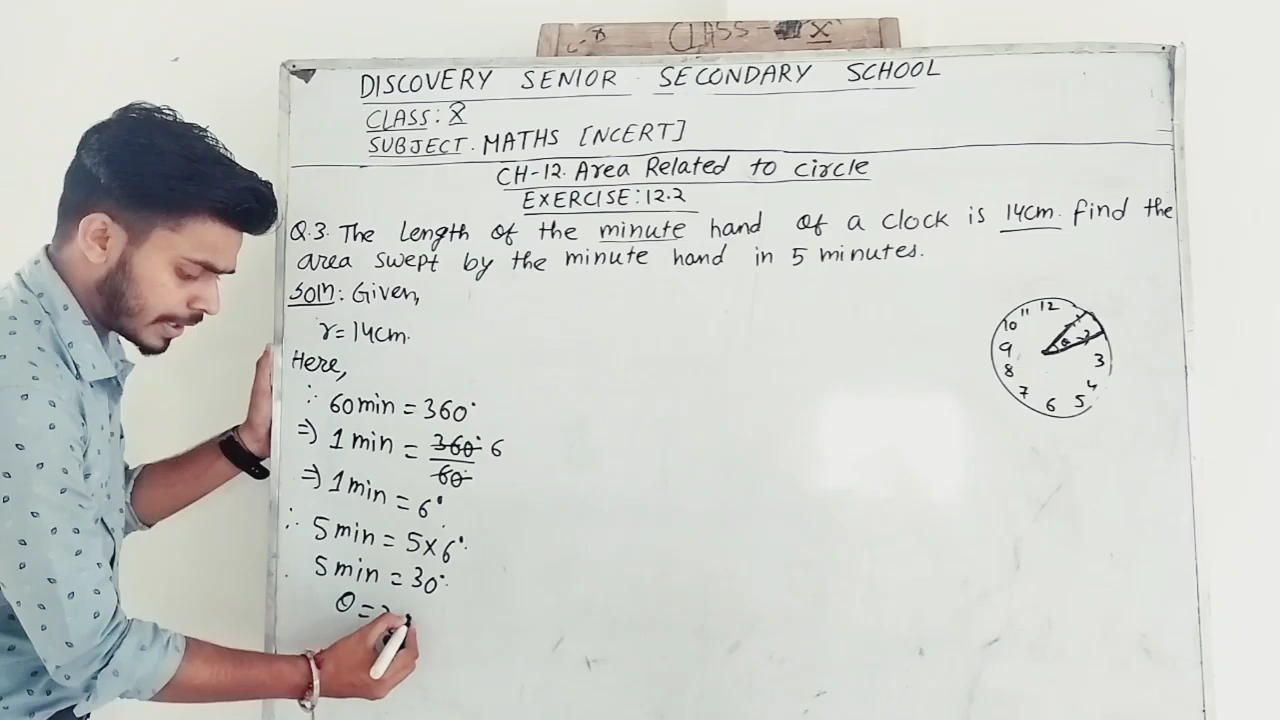 CLASS - X
DISCOVERY SENIOR SECONDARY SCHOOL
CLASS: X
SUBJECT. MATHS [NCERT]
CH-12. Area Related to circle
EXERCISE: 12.2
Q.3. The Length of the minute hand of a clock is 14cm. find the
area swept by the minute hand in 5 minutes.
Soln: Given,
r = 14cm.
Here,
∵ 60 min = 360°
⇒ 1 min = 360° 6
60
⇒ 1 min = 6°
∴ 5 min = 5×6°
5 min = 30°
θ =
12
11
10
9
8
7
6
5
4
3
2
1
θ